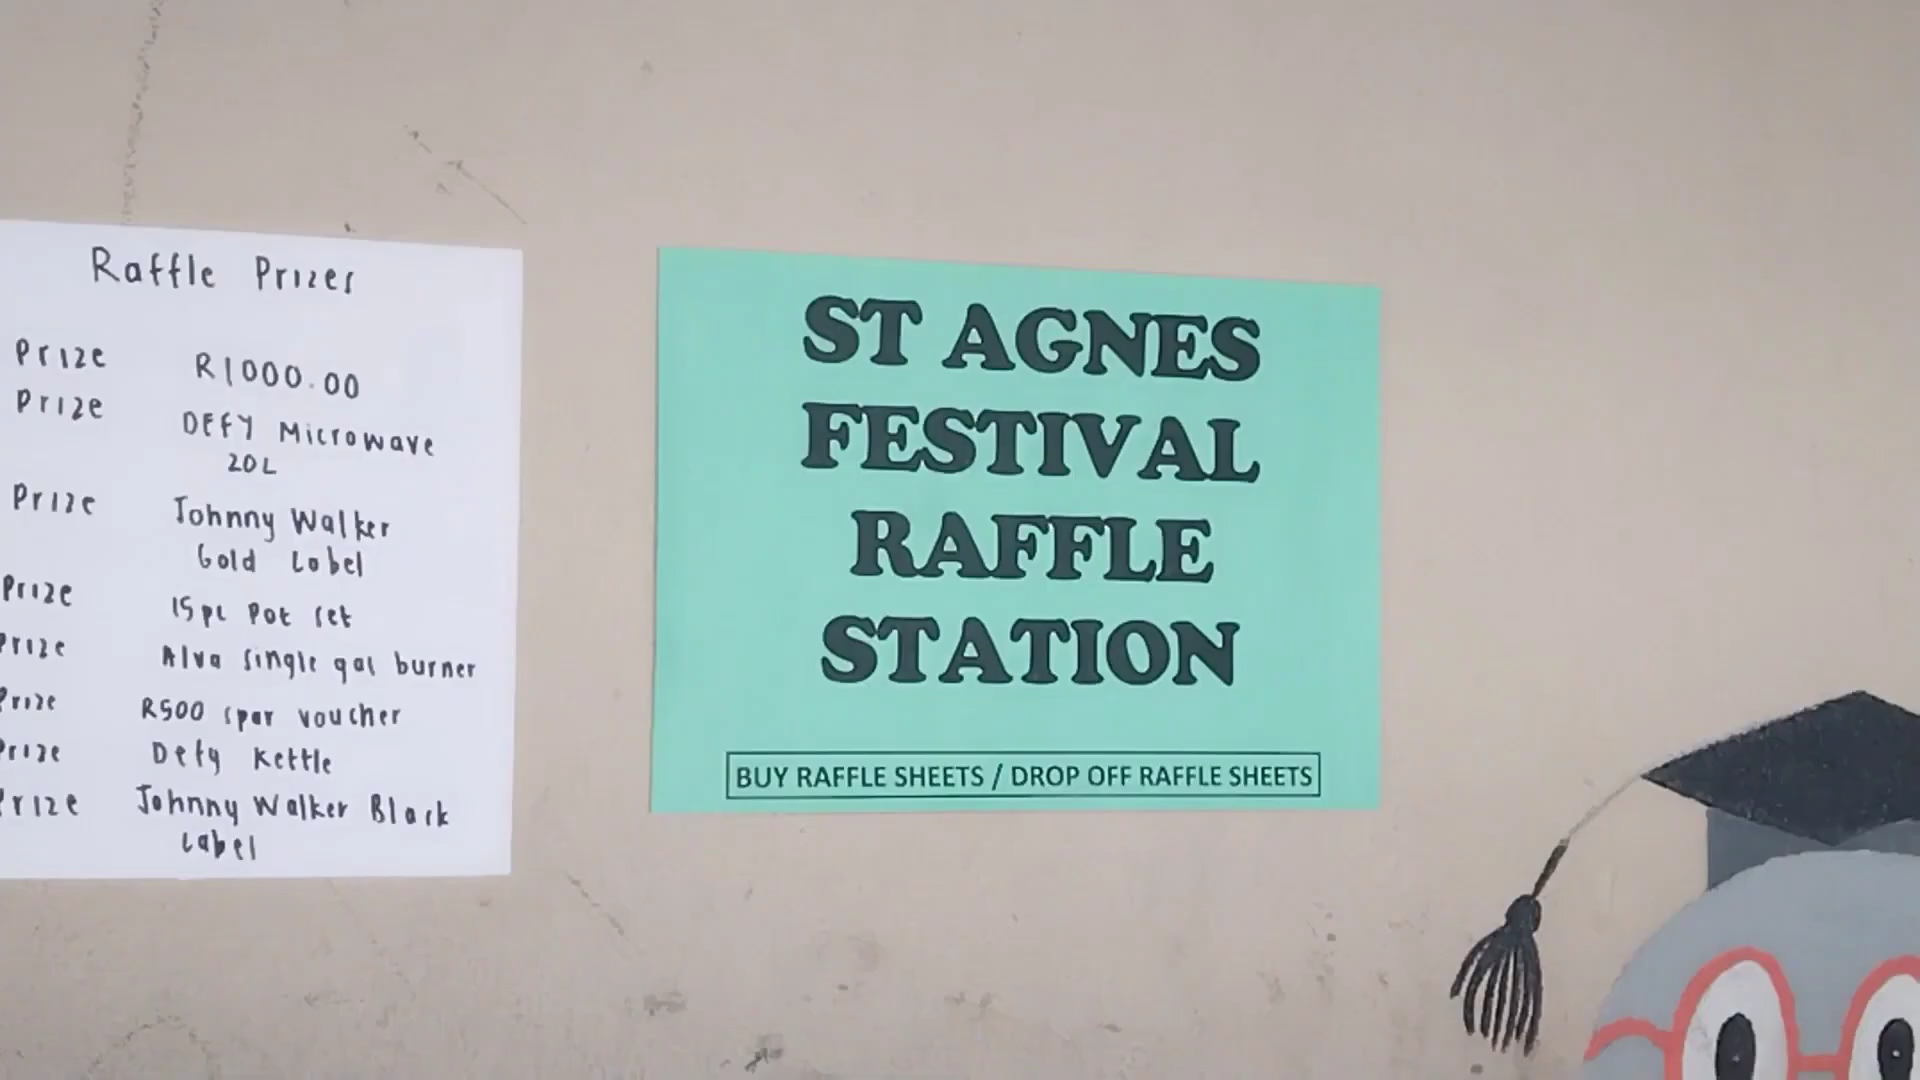 Raffle Prizes
Prize R1000.00
Prize DEFY Microwave
20L
Prize Johnny Walker
Gold Label
Prize 15pc Pot set
Prize Alva single gas burner
Prize R500 spar voucher
Prize Defy Kettle
Prize Johnny Walker Black
Label
ST AGNES
FESTIVAL
RAFFLE
STATION
BUY RAFFLE SHEETS / DROP OFF RAFFLE SHEETS